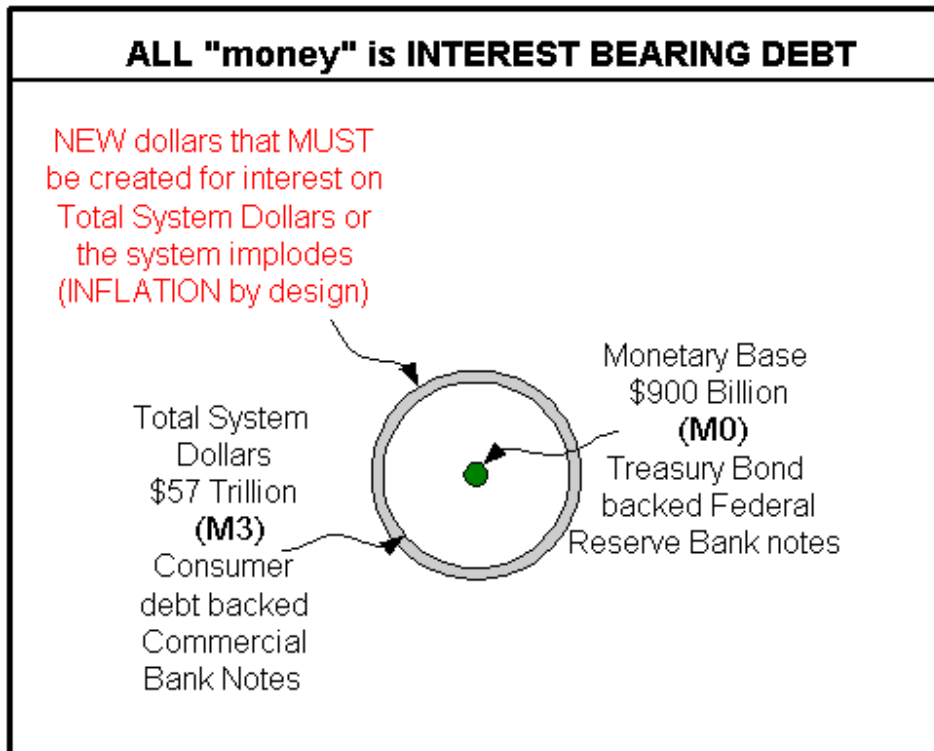 ALL "money" is INTEREST BEARING DEBT
NEW dollars that MUST
be created for interest on
Total System Dollars or
the system implodes
(INFLATION by design)
Monetary Base
$900 Billion
(M0)
Treasury Bond
backed Federal
Reserve Bank notes
Total System
Dollars
$57 Trillion
(M3)
Consumer
debt backed
Commercial
Bank Notes